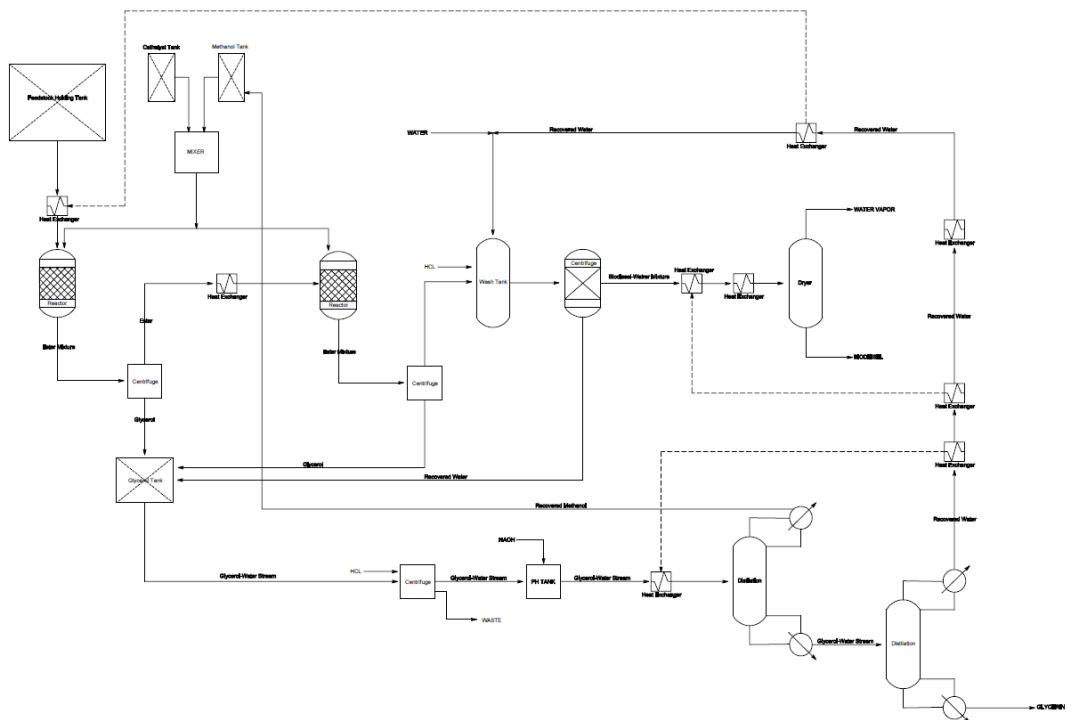 Cathalyst Tank
Methanol Tank
Feedstock Holding Tank
MIXER
WATER
Recovered Water
Heat Exchanger
Recovered Water
Heat Exchanger
WATER VAPOR
Heat Exchanger
HCL
Wash Tank
Centrifuge
Biodiesel-Watrer Mixture
Heat Exchanger
Heat Exchanger
Dryer
Heat Exchanger
Reactor
Reactor
Ester
Ester Mixture
Ester Mixture
Recovered Water
BIODIESEL
Centrifuge
Centrifuge
Heat Exchanger
Glycerol
Glycerol
Recovered Water
Heat Exchanger
Glycerol Tank
Recovered Methanol
Recovered Water
NAOH
HCL
Glycerol-Water Stream
Centrifuge
Glycerol-Water Stream
PH TANK
Glycerol-Water Stream
Heat Exchanger
Distillation
WASTE
Glycerol-Water Stream
Distillation
GLYCERIN